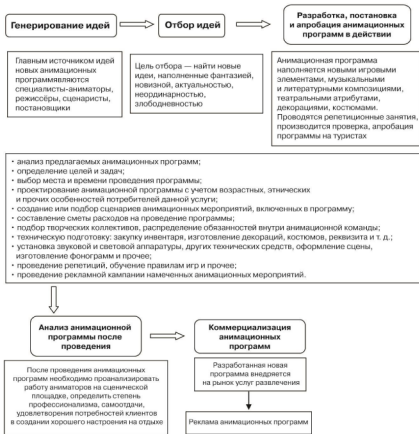 Генерирование идей
Отбор идей
Разработка, постановка
и апробация анимационных
программ в действии
Главным источником идей
новых анимационных
программявляются
специалисты-аниматоры,
режиссёры, сценаристы,
постановщики
Цель отбора — найти новые
идеи, наполненные фантазией,
новизной, актуальностью,
неординарностью,
злободневностью
Анимационная программа
наполняется новыми игровыми
элементами, музыкальными
и литературными композициями,
театральными атрибутами,
декорациями, костюмами.
Проводятся репетиционные занятия,
производится проверка, апробация
программы на туристах
• анализ предлагаемых анимационных программ;
• определение целей и задач;
• выбор места и времени проведения программы;
• проектирование анимационной программы с учетом возрастных, этнических
и прочих особенностей потребителей данной услуги;
• создание или подбор сценариев анимационных мероприятий, включенных в программу;
• составление сметы расходов на проведение программы;
• подбор творческих коллективов, распределение обязанностей внутри анимационной команды;
• техническую подготовку: закупку инвентаря, изготовление декораций, костюмов, реквизита и т. д.;
• установка звуковой и световой аппаратуры, других технических средств, оформление сцены,
изготовление фонограмм и прочее;
• проведение репетиций, обучение правилам игр и прочее;
• проведение рекламной кампании намеченных анимационных мероприятий.
Анализ анимационной
программы после
проведения
Коммерциализация
анимационных
программ
После проведения анимационных
программ необходимо проанализировать
работу аниматоров на сценической
площадке, определить степень
профессионализма, самоотдачи,
удовлетворения потребностей клиентов
в создании хорошего настроения на отдыхе
Разработанная новая
программа внедряется
на рынок услуг развлечения
Реклама анимационных программ